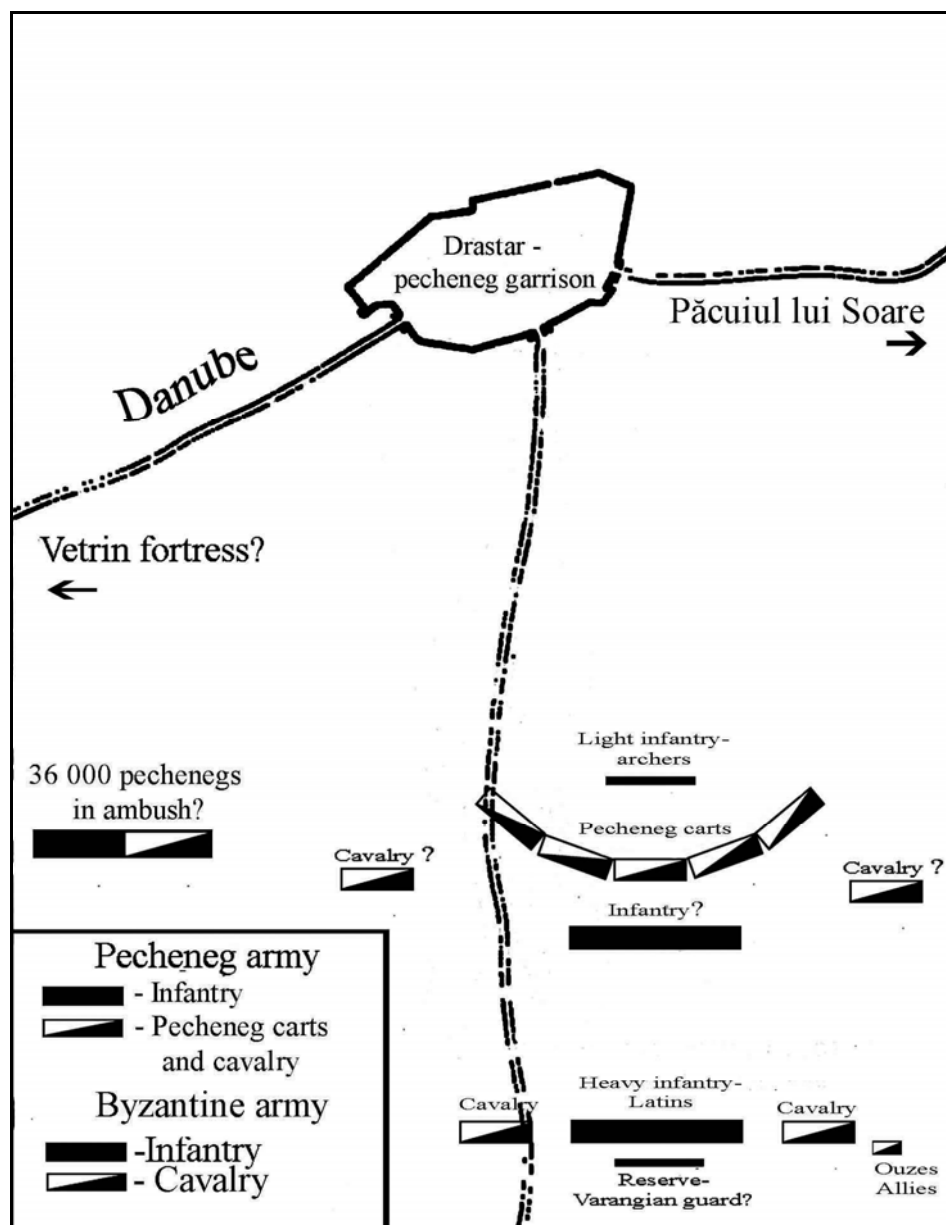 Drastar -
pecheneg garrison
Păcuiul lui Soare
Danube
Vetrin fortress?
Light infantry-
archers
36 000 pechenegs
in ambush?
Pecheneg carts
Cavalry ?
Cavalry ?
Infantry?
Pecheneg army
- Infantry
- Pecheneg carts
and cavalry
Byzantine army
-Infantry
- Cavalry
Heavy infantry-
Latins
Cavalry
Cavalry
Ouzes
Allies
Reserve-
Varangian guard?